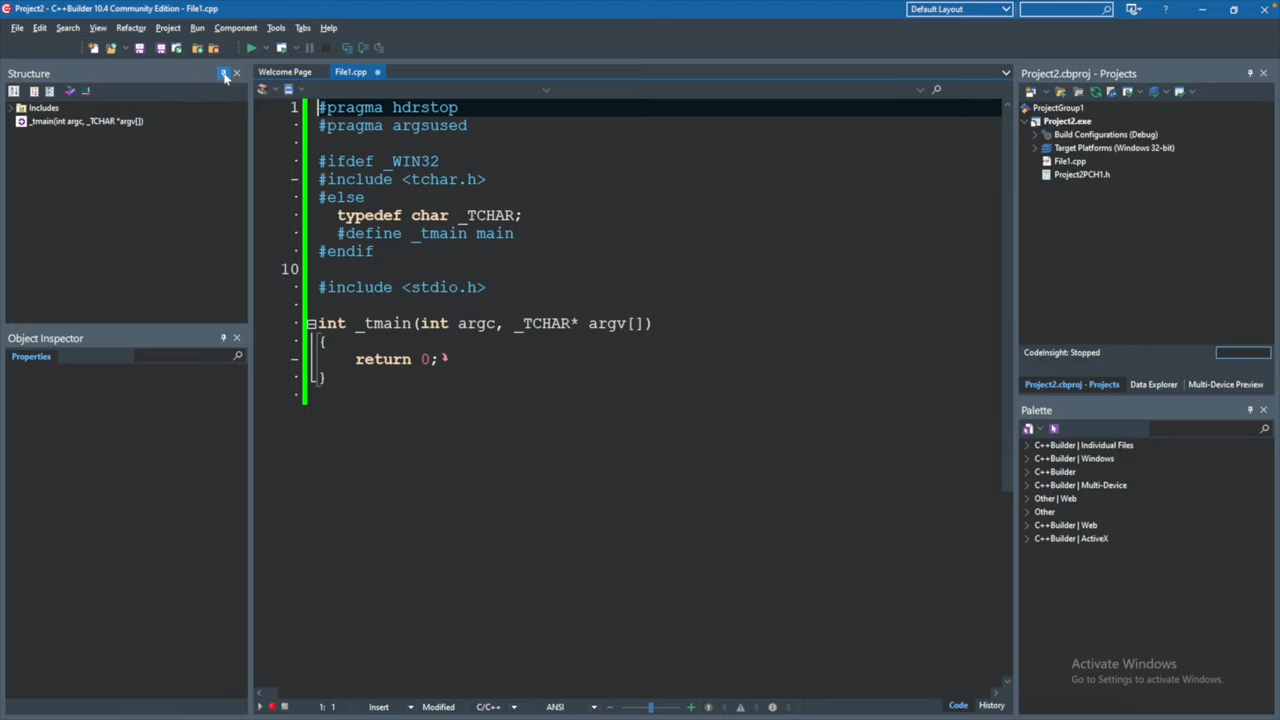 Project2 - C++Builder 10.4 Community Edition - File1.cpp
Default Layout
?
File Edit Search View Refactor Project Run Component Tools Tabs Help
Structure
Includes
_tmain(int argc, _TCHAR *argv[])
Object Inspector
Properties
Welcome Page File1.cpp
1 #pragma hdrstop
#pragma argsused
#ifdef _WIN32
#include <tchar.h>
#else
typedef char _TCHAR;
#define _tmain main
#endif
10
#include <stdio.h>
int _tmain(int argc, _TCHAR* argv[])
{
return 0;
}
1: 1 Insert Modified C/C++ ANSI 0 0 0 Code History
Project2.cbproj - Projects
ProjectGroup1
Project2.exe
Build Configurations (Debug)
Target Platforms (Windows 32-bit)
File1.cpp
Project2PCH1.h
CodeInsight: Stopped
Project2.cbproj - Projects Data Explorer Multi-Device Preview
Palette
C++Builder | Individual Files
C++Builder | Windows
C++Builder
C++Builder | Multi-Device
Other | Web
Other
C++Builder | Web
C++Builder | ActiveX
Activate Windows
Go to Settings to activate Windows.